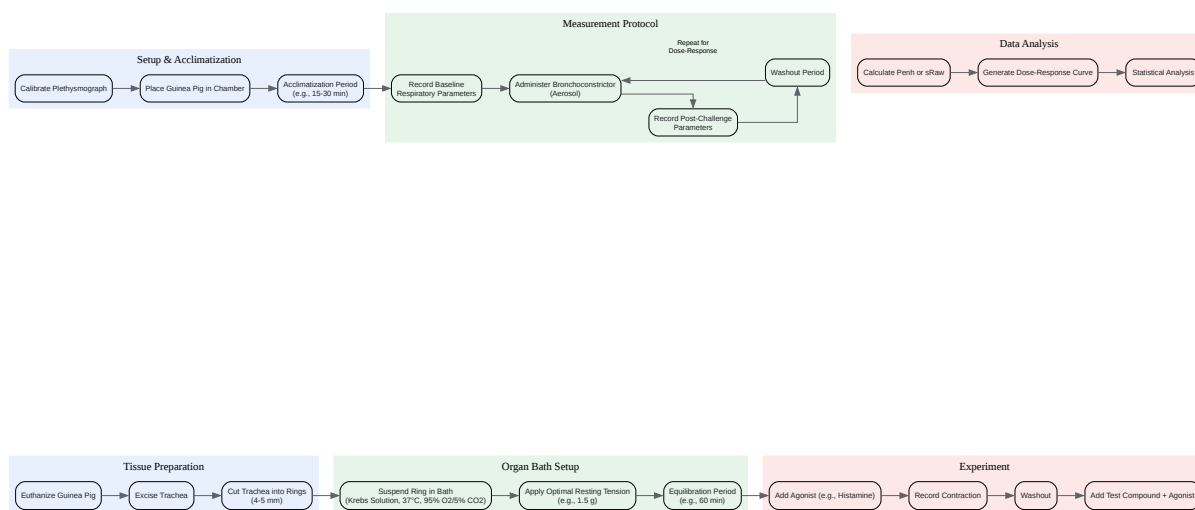 Setup & Acclimatization
Calibrate Plethysmograph
Place Guinea Pig in Chamber
Acclimatization Period
(e.g., 15-30 min)
Measurement Protocol
Record Baseline
Respiratory Parameters
Administer Bronchoconstrictor
(Aerosol)
Repeat for
Dose-Response
Record Post-Challenge
Parameters
Washout Period
Data Analysis
Calculate Penh or sRaw
Generate Dose-Response Curve
Statistical Analysis
Tissue Preparation
Euthanize Guinea Pig
Excise Trachea
Cut Trachea into Rings
(4-5 mm)
Organ Bath Setup
Suspend Ring in Bath
(Krebs Solution, 37°C, 95% O2/5% CO2)
Apply Optimal Resting Tension
(e.g., 1.5 g)
Equilibration Period
(e.g., 60 min)
Experiment
Add Agonist (e.g., Histamine)
Record Contraction
Washout
Add Test Compound + Agonist